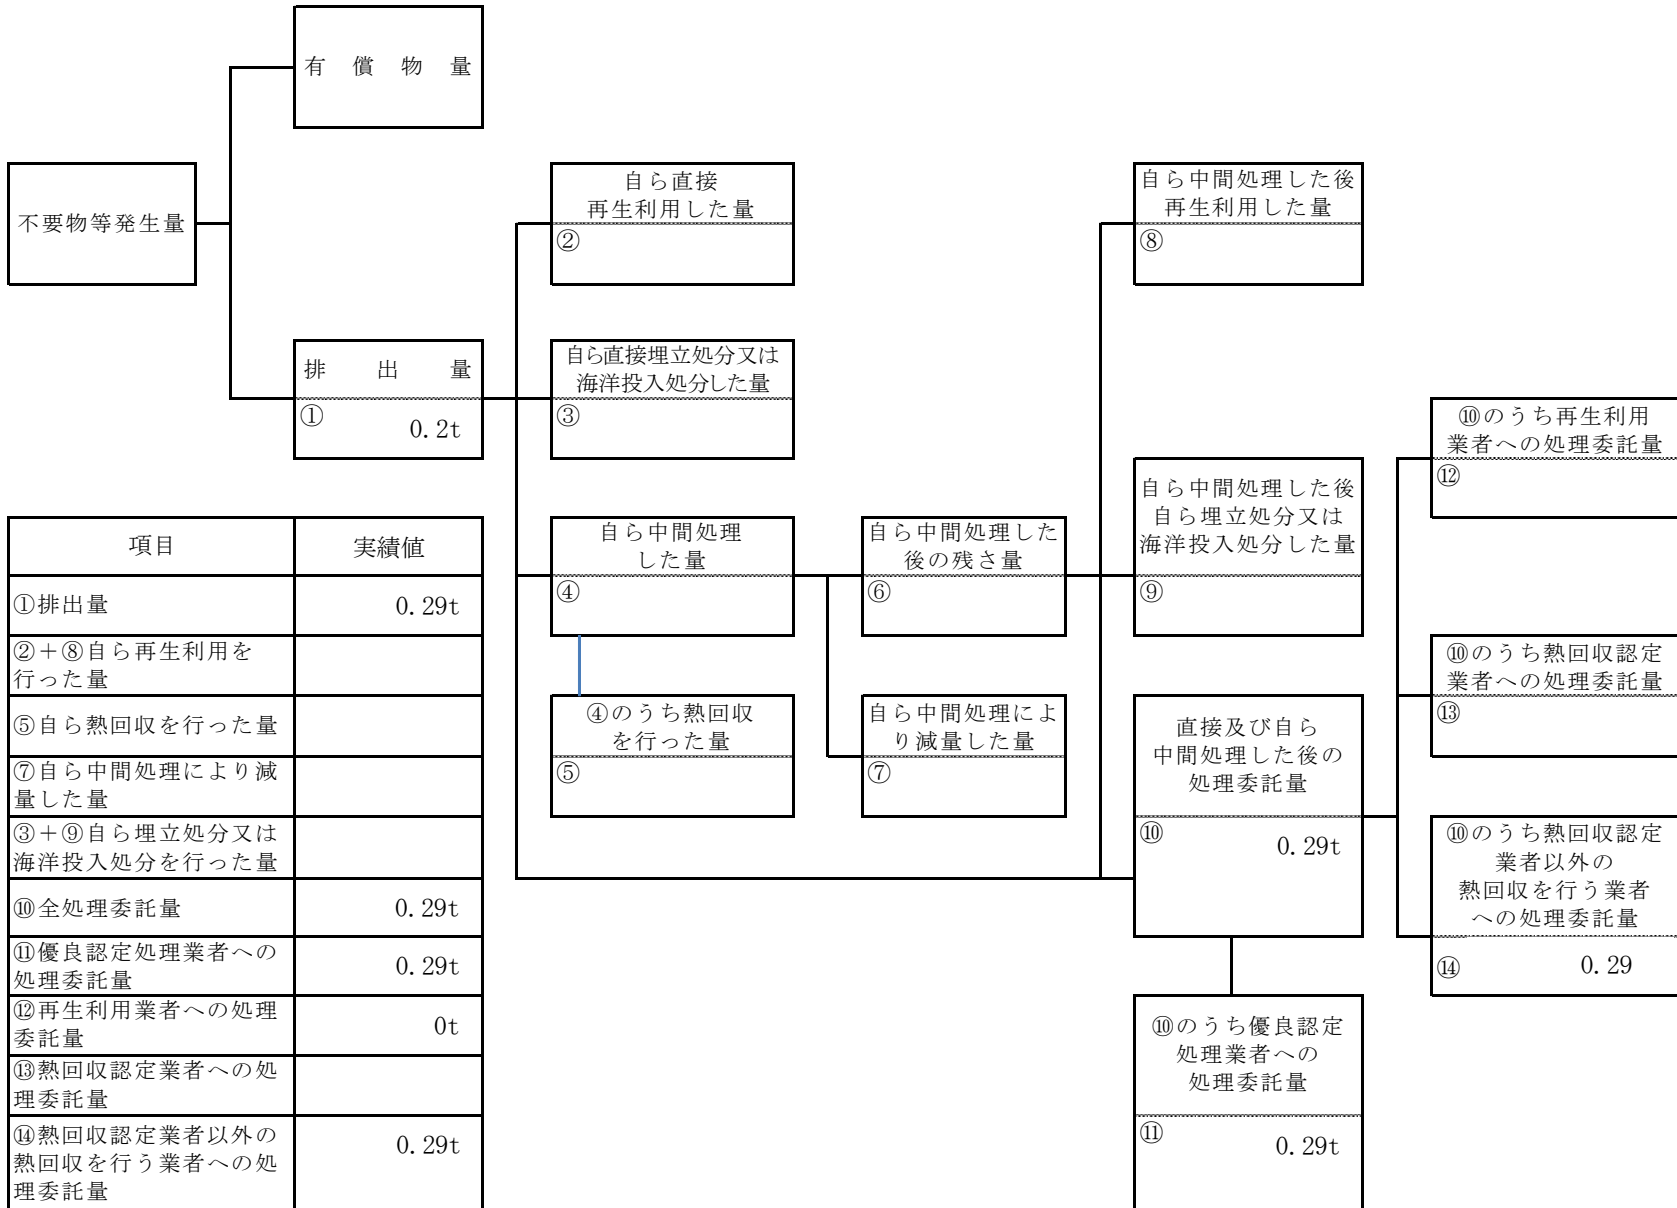 有償物量
不要物等発生量
排出量
①
0.2t
自ら直接
再生利用した量
②
自ら直接埋立処分又は
海洋投入処分した量
③
自ら中間処理
した量
④
④のうち熱回収
を行った量
⑤
自ら中間処理した
後の残さ量
⑥
自ら中間処理によ
り減量した量
⑦
自ら中間処理した後
再生利用した量
⑧
自ら中間処理した後
自ら埋立処分又は
海洋投入処分した量
⑨
直接及び自ら
中間処理した後の
処理委託量
⑩
0.29t
⑩のうち優良認定
処理業者への
処理委託量
⑪
0.29t
⑩のうち再生利用
業者への処理委託量
⑫
⑩のうち熱回収認定
業者への処理委託量
⑬
⑩のうち熱回収認定
業者以外の
熱回収を行う業者
への処理委託量
⑭
0.29
項目 実績値
①排出量 0.29t
②＋⑧自ら再生利用を
行った量
⑤自ら熱回収を行った量
⑦自ら中間処理により減
量した量
③＋⑨自ら埋立処分又は
海洋投入処分を行った量
⑩全処理委託量 0.29t
⑪優良認定処理業者への
処理委託量 0.29t
⑫再生利用業者への処理
委託量 0t
⑬熱回収認定業者への処
理委託量
⑭熱回収認定業者以外の
熱回収を行う業者への処
理委託量 0.29t